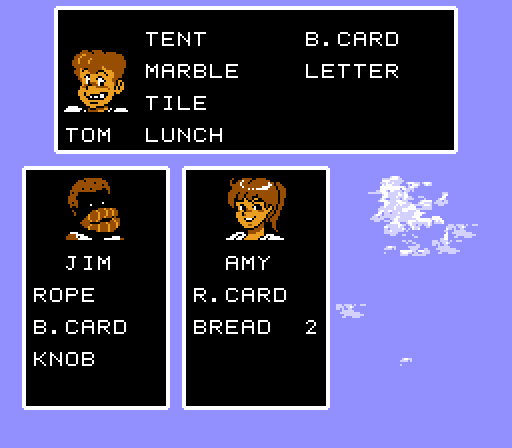 TENT B.CARD
MARBLE LETTER
TILE
TOM LUNCH
JIM
ROPE
B.CARD
KNOB
AMY
R.CARD
BREAD 2